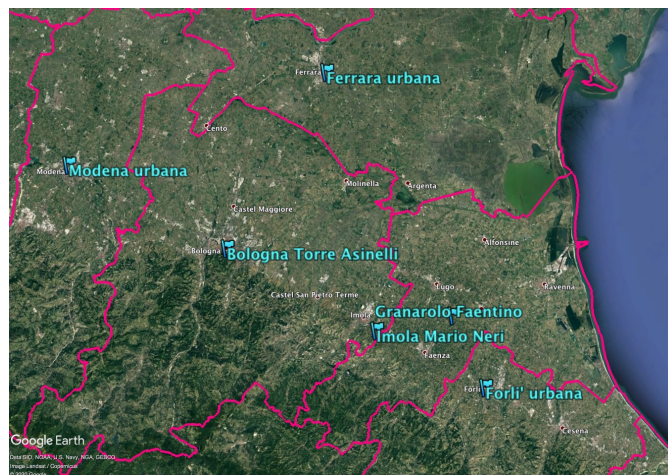 Ferrara
Ferrara urbana
Cento
Modena
Modena urbana
Molinella
Argenta
Castel Maggiore
Bologna
Bologna Torre Asinelli
Alfonsine
Lugo
Ravenna
Castel San Pietro Terme
Imola
Granarolo Faentino
Imola Mario Neri
Faenza
Forlì
Forli' urbana
Cesena
Google Earth
Data SIO, NOAA, U.S. Navy, NGA, GEBCO
Image Landsat / Copernicus
© 2020 Google